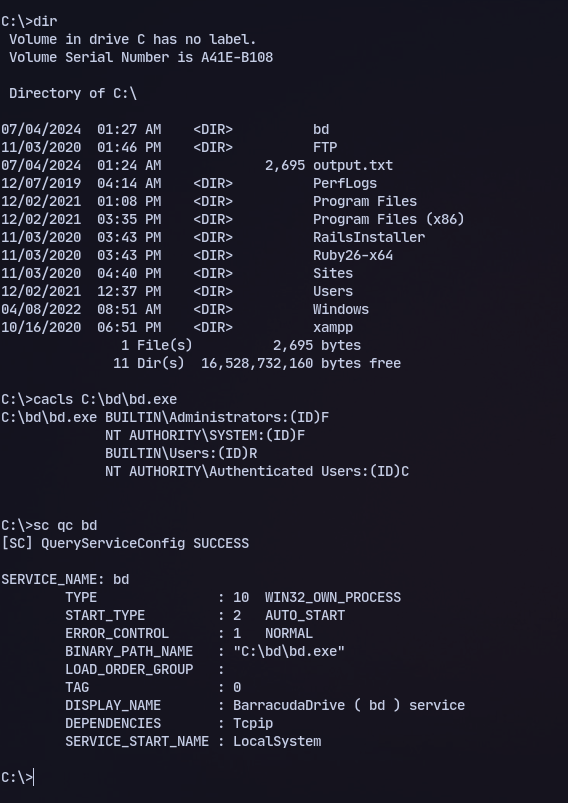 C:\>dir
 Volume in drive C has no label.
 Volume Serial Number is A41E-B108

 Directory of C:\

07/04/2024  01:27 AM    <DIR>          bd
11/03/2020  01:46 PM    <DIR>          FTP
07/04/2024  01:24 AM             2,695 output.txt
12/07/2019  04:14 AM    <DIR>          PerfLogs
12/02/2021  01:08 PM    <DIR>          Program Files
12/02/2021  03:35 PM    <DIR>          Program Files (x86)
11/03/2020  03:43 PM    <DIR>          RailsInstaller
11/03/2020  03:43 PM    <DIR>          Ruby26-x64
11/03/2020  04:40 PM    <DIR>          Sites
12/02/2021  12:37 PM    <DIR>          Users
04/08/2022  08:51 AM    <DIR>          Windows
10/16/2020  06:51 PM    <DIR>          xampp
               1 File(s)          2,695 bytes
              11 Dir(s)  16,528,732,160 bytes free

C:\>cacls C:\bd\bd.exe
C:\bd\bd.exe BUILTIN\Administrators:(ID)F
             NT AUTHORITY\SYSTEM:(ID)F
             BUILTIN\Users:(ID)R
             NT AUTHORITY\Authenticated Users:(ID)C


C:\>sc qc bd
[SC] QueryServiceConfig SUCCESS

SERVICE_NAME: bd
        TYPE               : 10  WIN32_OWN_PROCESS
        START_TYPE         : 2   AUTO_START
        ERROR_CONTROL      : 1   NORMAL
        BINARY_PATH_NAME   : "C:\bd\bd.exe"
        LOAD_ORDER_GROUP   :
        TAG                : 0
        DISPLAY_NAME       : BarracudaDrive ( bd ) service
        DEPENDENCIES       : Tcpip
        SERVICE_START_NAME : LocalSystem

C:\>